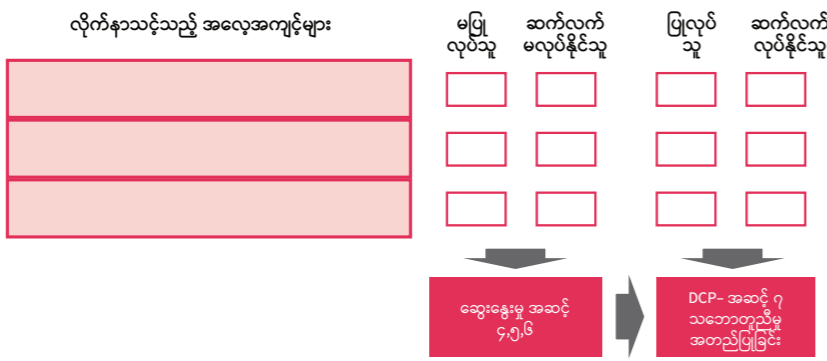 လိုက်နာသင့်သည့် အလေ့အကျင့်များ
မပြု
လုပ်သူ
ဆက်လက်
မလုပ်နိုင်သူ
ပြုလုပ်
သူ
ဆက်လက်
လုပ်နိုင်သူ
ဆွေးနွေးမှု အဆင့်
၄,၅,၆
DCP– အဆင့် ၇
သဘောတူညီမှု
အတည်ပြုခြင်း